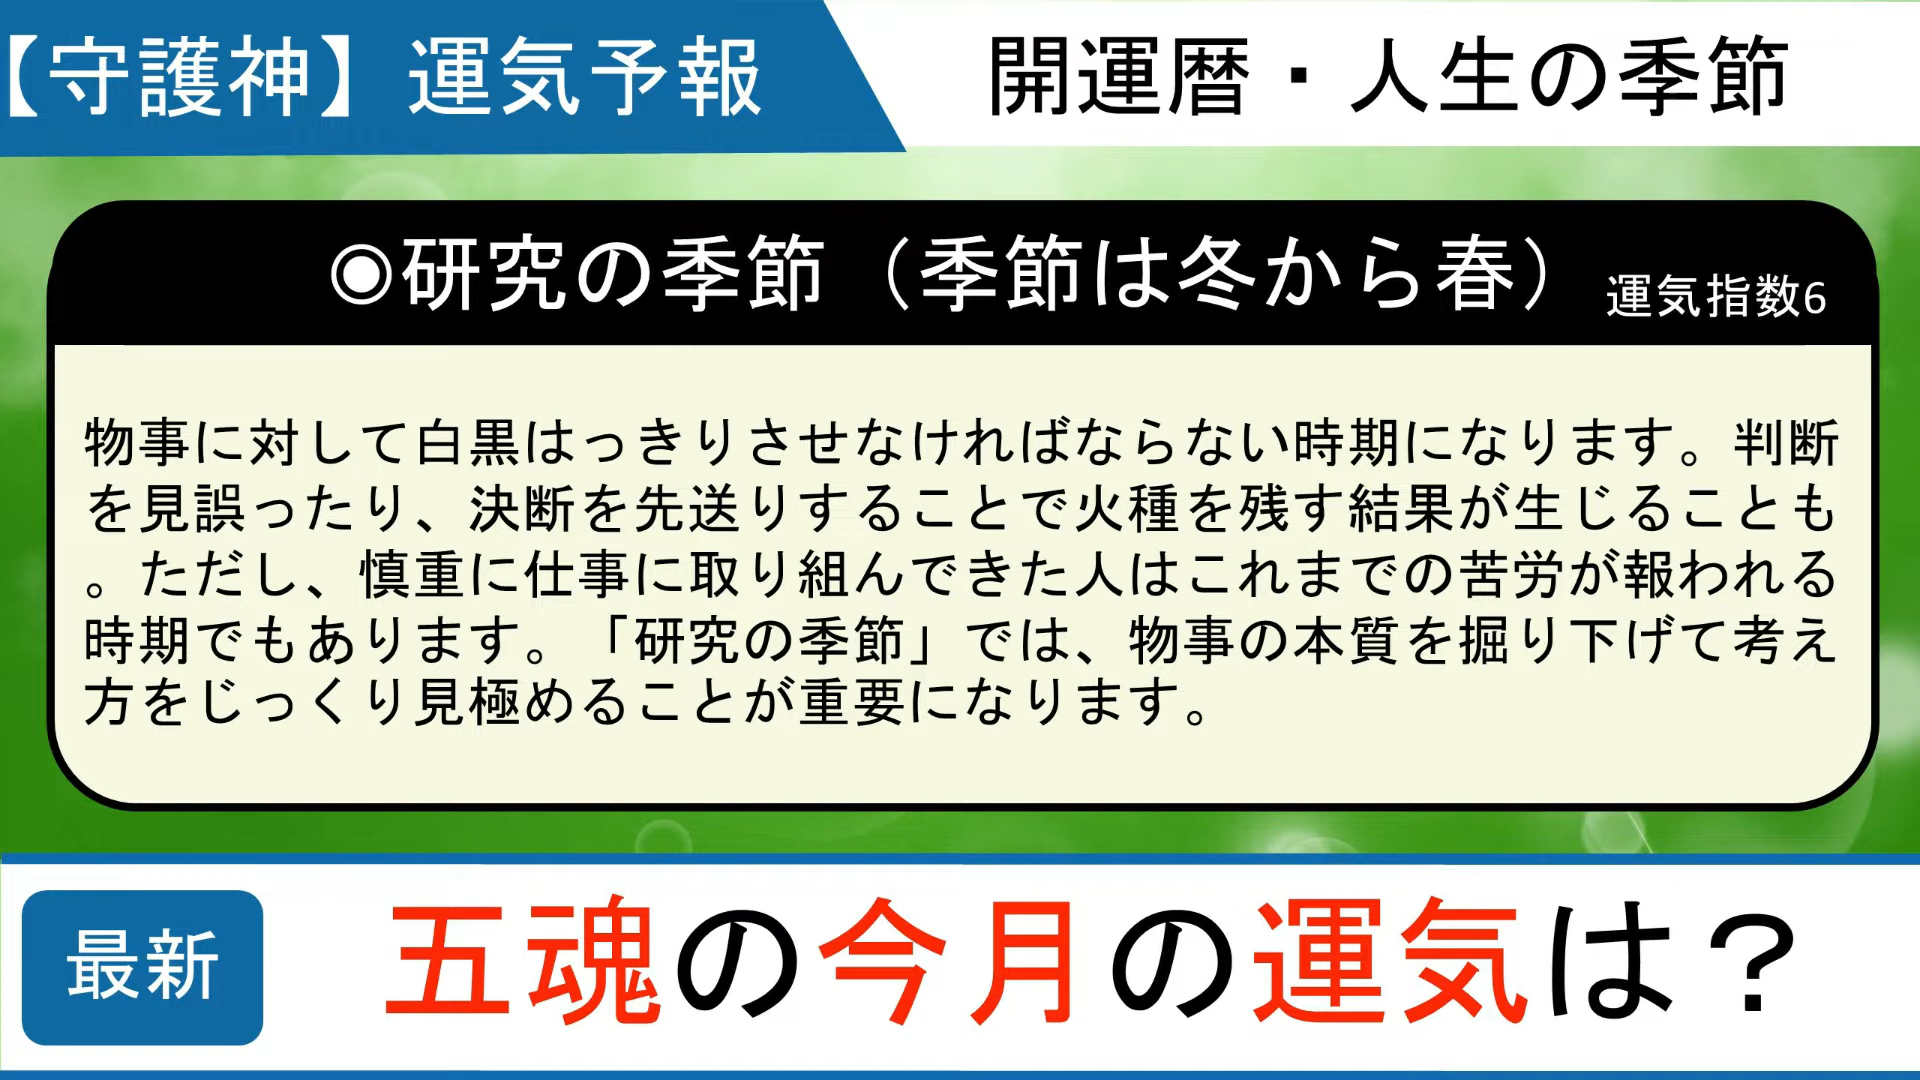 【守護神】運気予報
開運暦・人生の季節
◉研究の季節（季節は冬から春）
運気指数6
物事に対して白黒はっきりさせなければならない時期になります。判断
を見誤ったり、決断を先送りすることで火種を残す結果が生じることも
。ただし、慎重に仕事に取り組んできた人はこれまでの苦労が報われる
時期でもあります。「研究の季節」では、物事の本質を掘り下げて考え
方をじっくり見極めることが重要になります。
最新
五魂の今月の運気は？